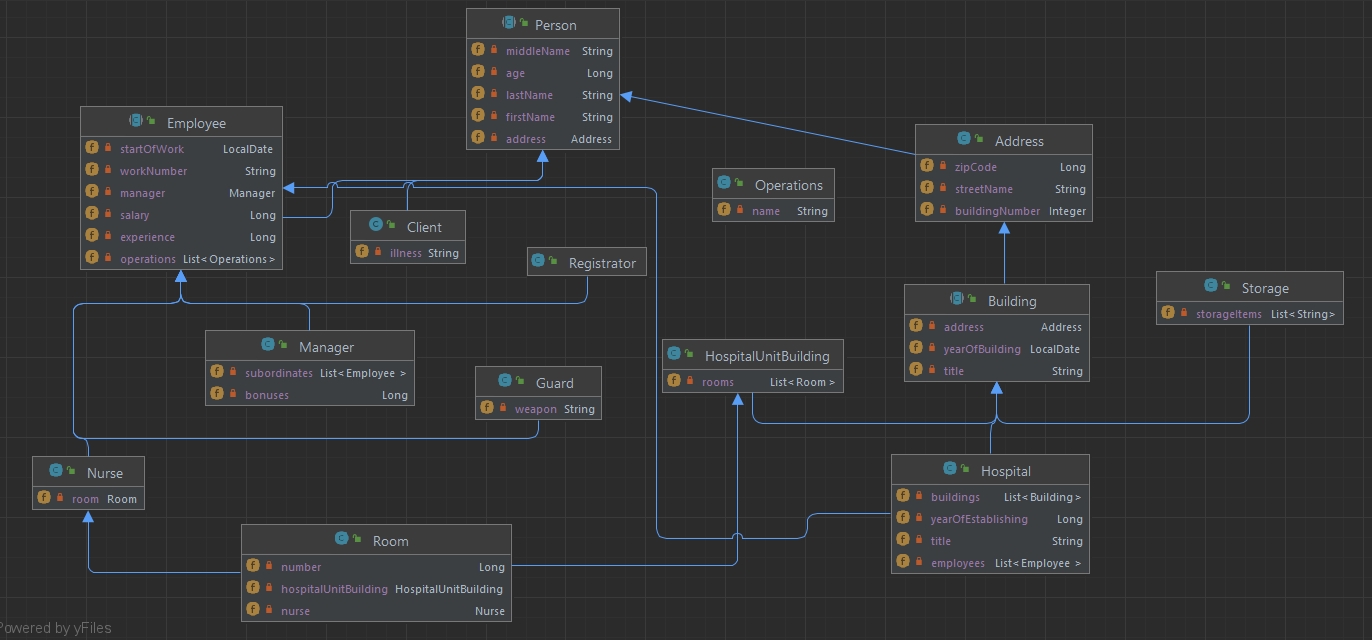 Person
middleName String
age Long
lastName String
firstName String
address Address
Employee
startOfWork LocalDate
workNumber String
manager Manager
salary Long
experience Long
operations List<Operations>
Address
zipCode Long
streetName String
buildingNumber Integer
Operations
name String
Client
illness String
Registrator
Building
address Address
yearOfBuilding LocalDate
title String
Storage
storageItems List<String>
Manager
subordinates List<Employee >
bonuses Long
HospitalUnitBuilding
rooms List<Room>
Guard
weapon String
Nurse
room Room
Hospital
buildings List<Building>
yearOfEstablishing Long
title String
employees List<Employee >
Room
number Long
hospitalUnitBuilding HospitalUnitBuilding
nurse Nurse
Powered by yFiles